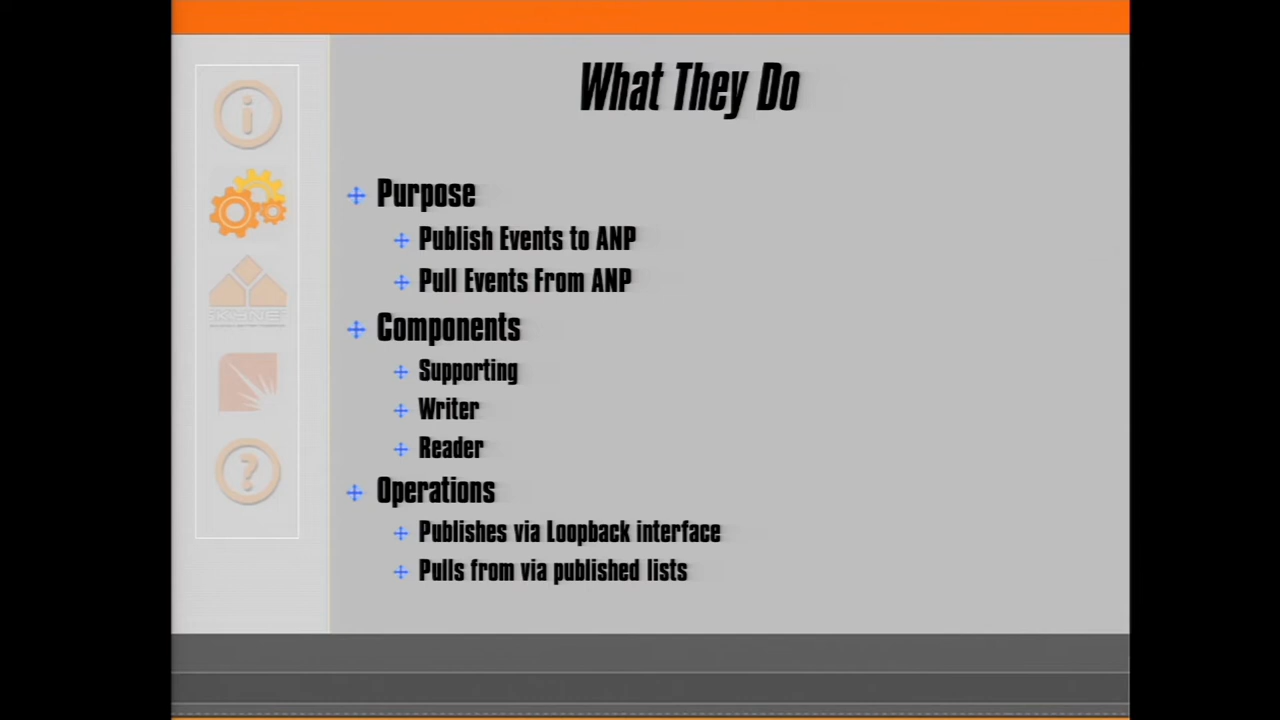 What They Do
Purpose
Publish Events to ANP
Pull Events From ANP
Components
Supporting
Writer
Reader
Operations
Publishes via Loopback interface
Pulls from via published lists
i
?